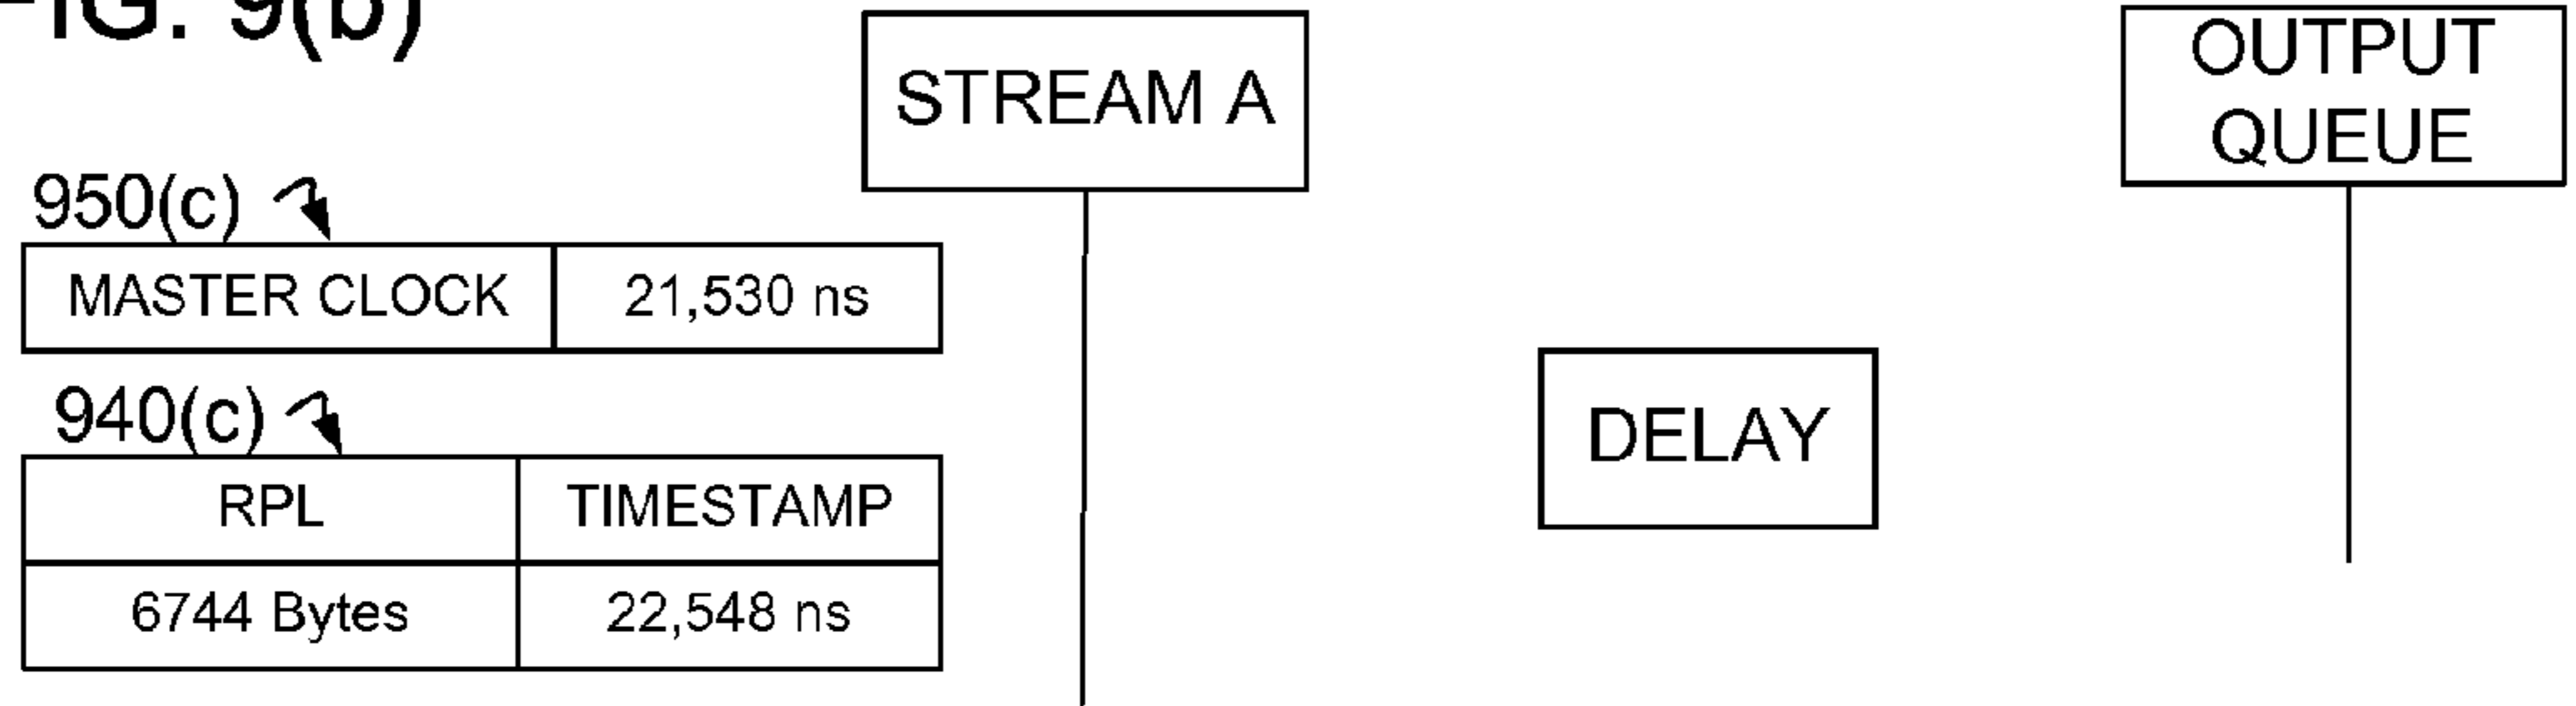 FIG. 9(b)
STREAM A
OUTPUT
QUEUE
950(c)
MASTER CLOCK 21,530 ns
DELAY
940(c)
RPL TIMESTAMP
6744 Bytes 22,548 ns